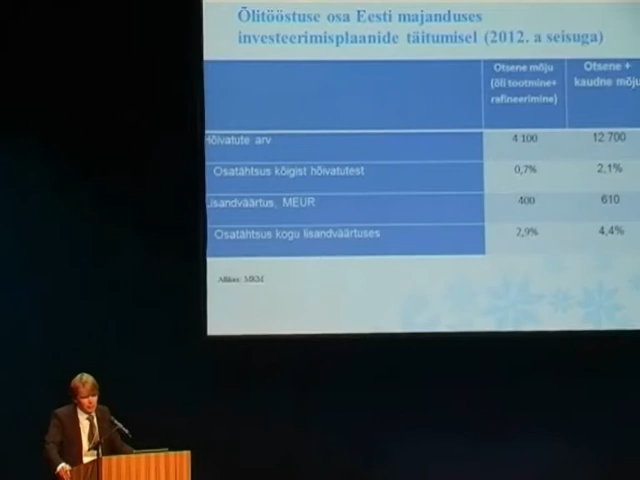 Õlitööstuse osa Eesti majanduses
investeerimisplaanide täitumisel (2012. a seisuga)
Otsene mõju
(õli tootmine+
rafineerimine)
Otsene +
kaudne mõju
Hõivatute arv 4 100 12 700
Osatähtsus kõigist hõivatutest 0,7% 2,1%
Lisandväärtus, MEUR 400 610
Osatähtsus kogu lisandväärtuses 2,9% 4,4%
Allikas: MKM